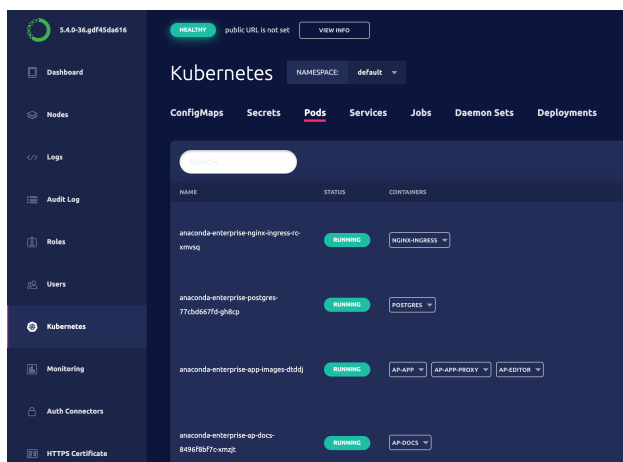 5.4.0-36.gdf45da616
HEALTHY public URL is not set VIEW INFO
Dashboard
Nodes
Logs
Audit Log
Roles
Users
Kubernetes
Monitoring
Auth Connectors
HTTPS Certificate
Kubernetes NAMESPACE: default
ConfigMaps Secrets Pods Services Jobs Daemon Sets Deployments
SEARCH...
NAME STATUS CONTAINERS
anaconda-enterprise-nginx-ingress-rc-
xmvsq
RUNNING NGINX-INGRESS
anaconda-enterprise-postgres-
77cbd667fd-gh8cp
RUNNING POSTGRES
anaconda-enterprise-app-images-dtddj RUNNING AP-APP AP-APP-PROXY AP-EDITOR
anaconda-enterprise-ap-docs-
8496f8bf7c-xmzjt
RUNNING AP-DOCS